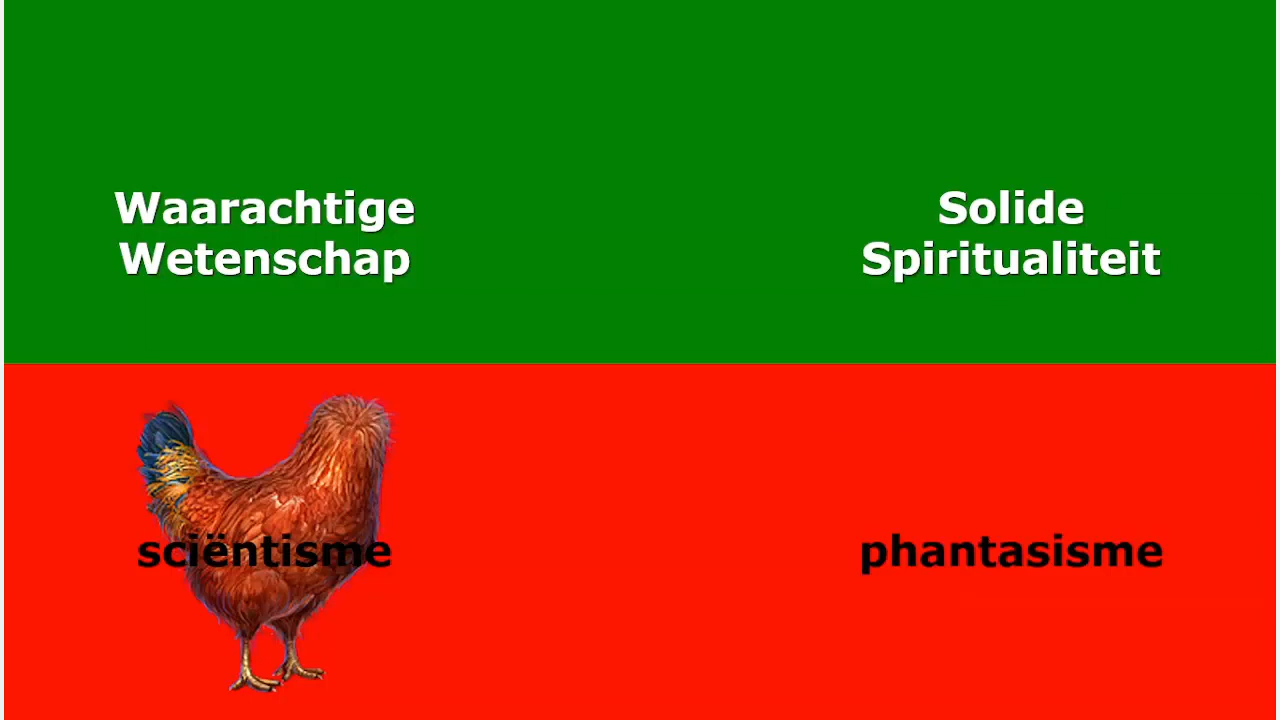 Waarachtige
Wetenschap
Solide
Spiritualiteit
sciëntisme
phantasisme